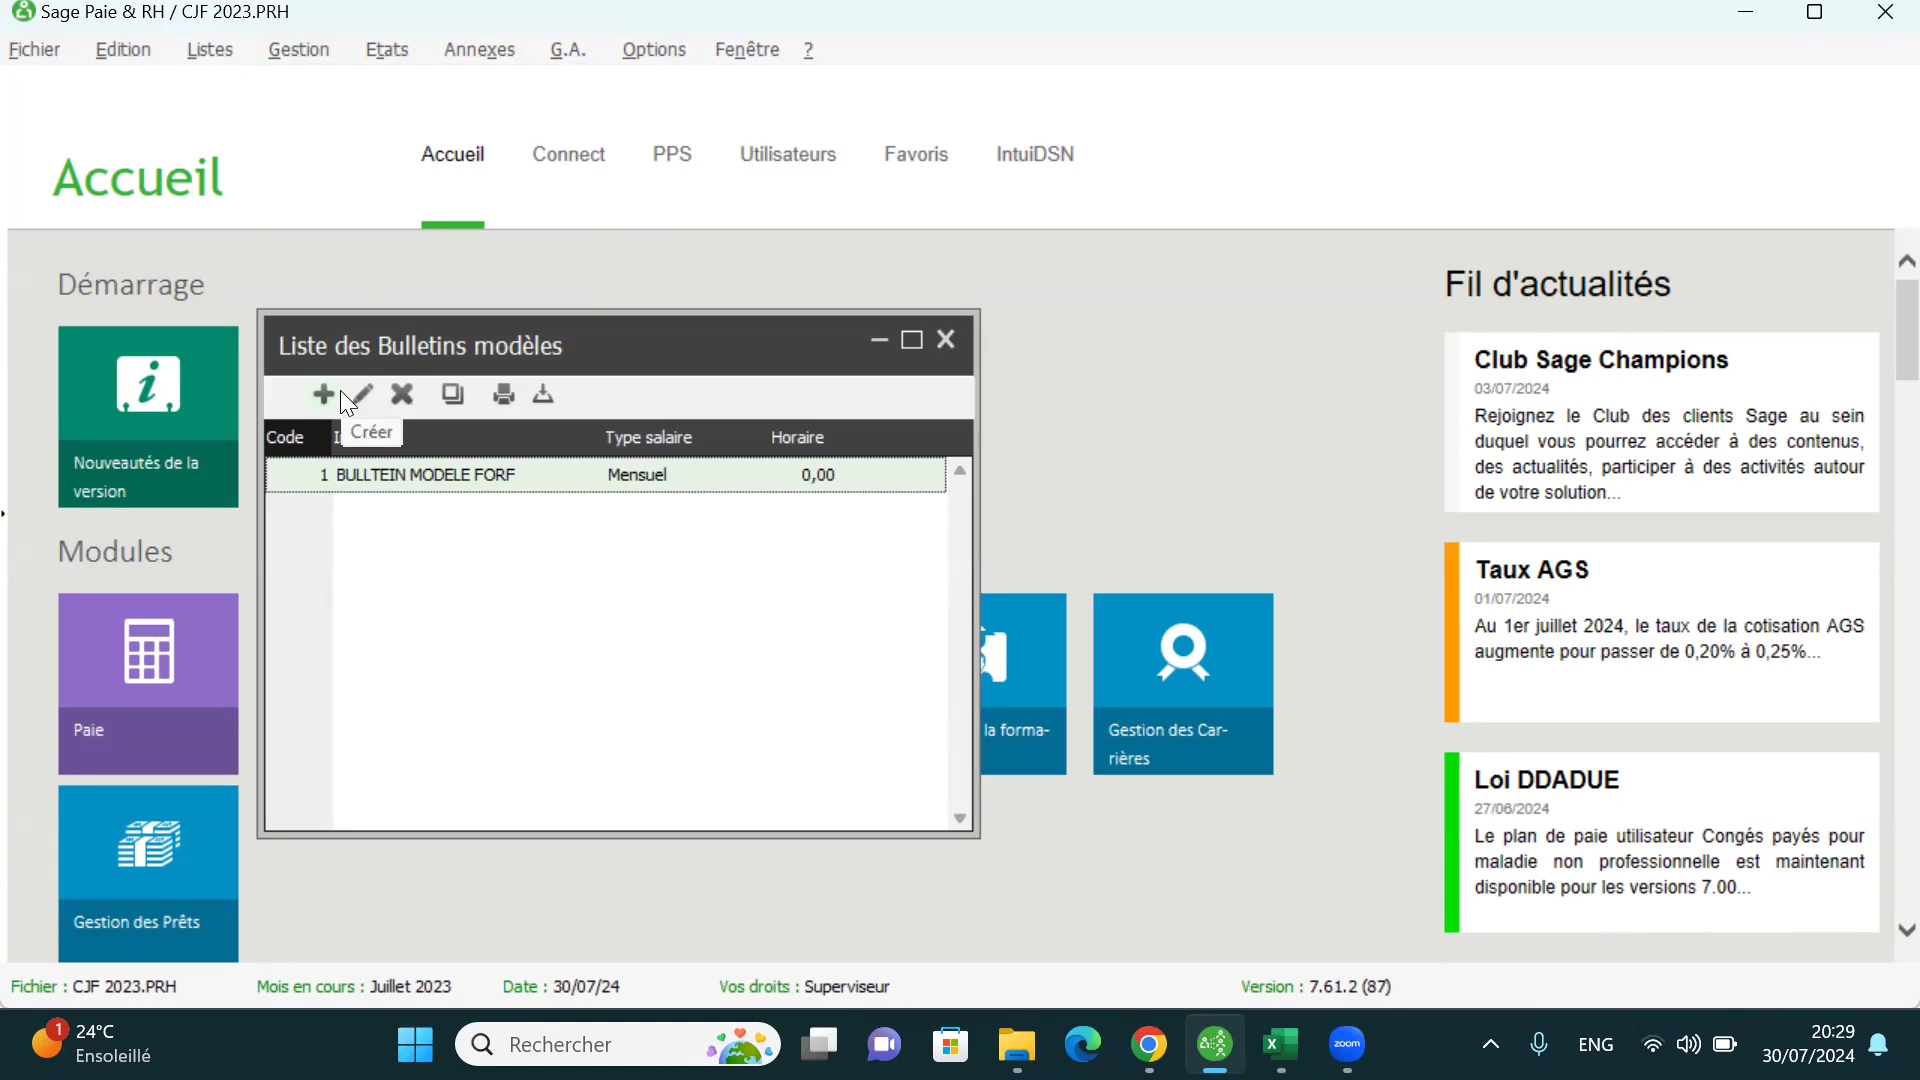 Sage Paie & RH / CJF 2023.PRH
Fichier Edition Listes Gestion Etats Annexes G.A. Options Fenêtre ?
Accueil
Accueil Connect PPS Utilisateurs Favoris IntuiDSN
Démarrage
Nouveautés de la
version
Modules
Paie
Gestion des Prêts
Liste des Bulletins modèles
Créer
Code Type salaire Horaire
1 BULLTEIN MODELE FORF Mensuel 0,00
la forma-
Gestion des Car-
rières
Fil d'actualités
Club Sage Champions
03/07/2024
Rejoignez le Club des clients Sage au sein
duquel vous pourrez accéder à des contenus,
des actualités, participer à des activités autour
de votre solution...
Taux AGS
01/07/2024
Au 1er juillet 2024, le taux de la cotisation AGS
augmente pour passer de 0,20% à 0,25%...
Loi DDADUE
27/06/2024
Le plan de paie utilisateur Congés payés pour
maladie non professionnelle est maintenant
disponible pour les versions 7.00...
Fichier : CJF 2023.PRH Mois en cours : Juillet 2023 Date : 30/07/24 Vos droits : Superviseur Version : 7.61.2 (87)
1
24°C
Ensoleillé
Rechercher
zoom
ENG
20:29
30/07/2024